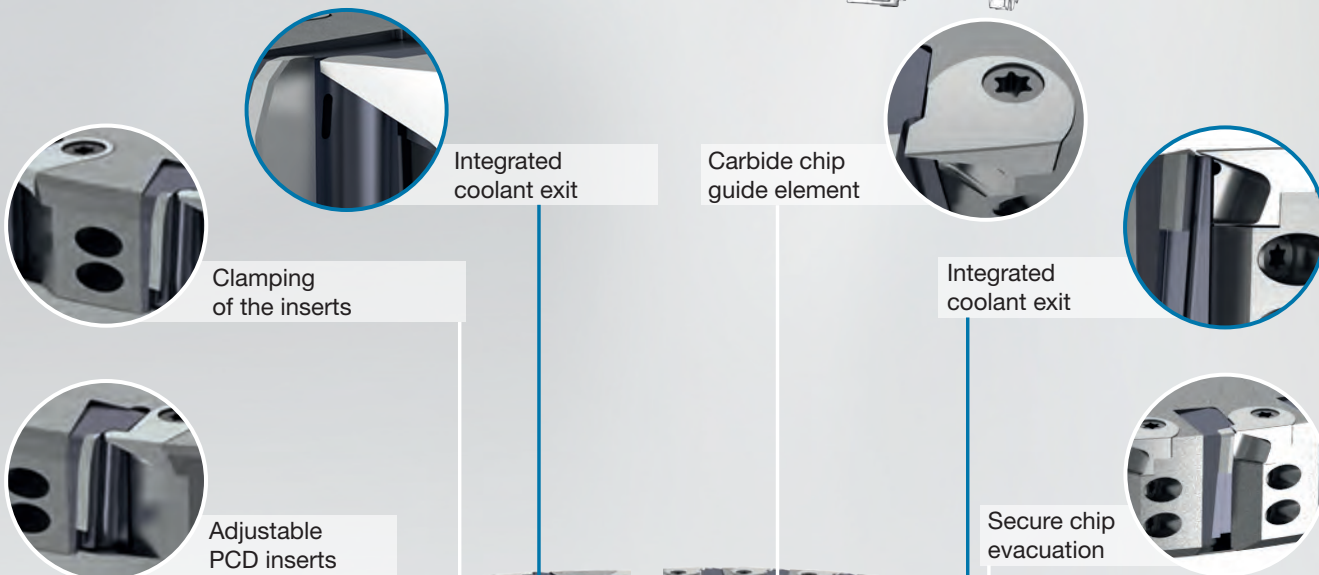 Integrated
coolant exit
Carbide chip
guide element
Clamping
of the inserts
Integrated
coolant exit
Adjustable
PCD inserts
Secure chip
evacuation